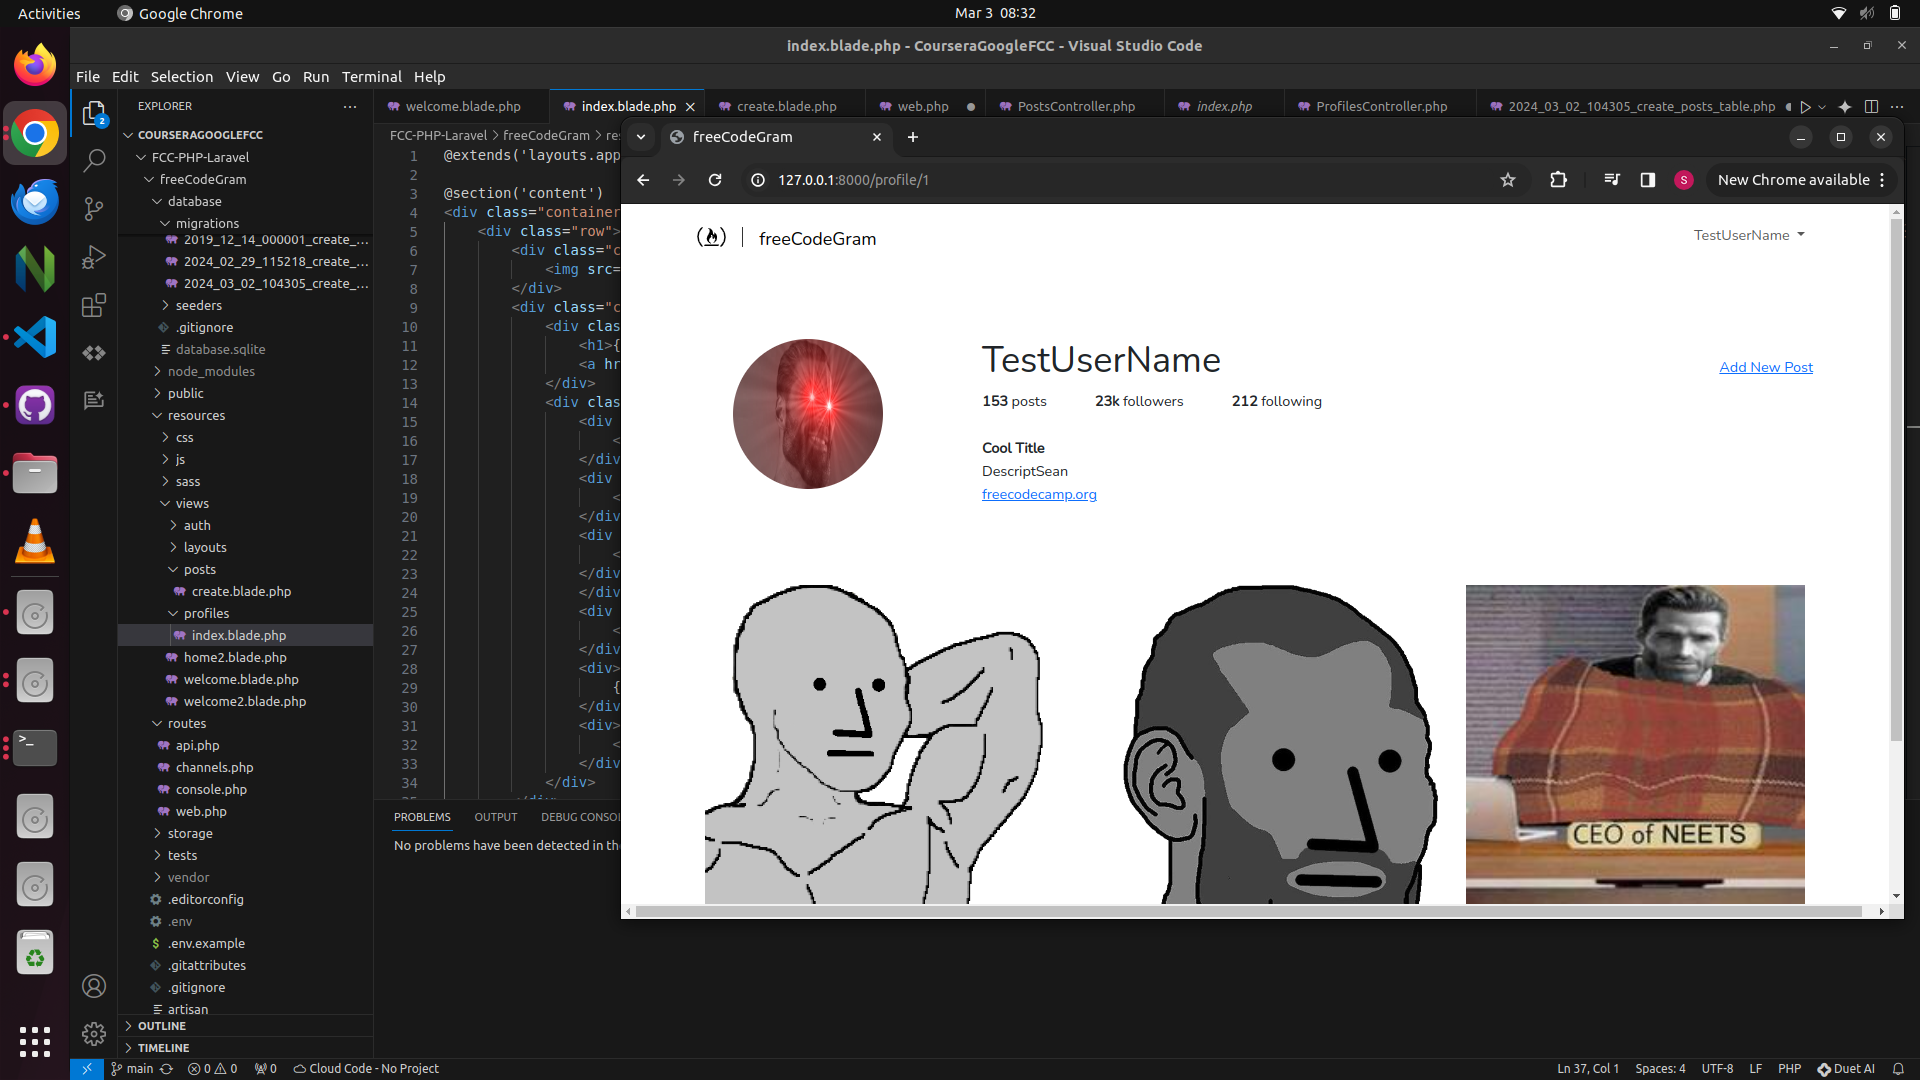 Activities
Google Chrome
Mar 3 08:32
index.blade.php - CourseraGoogleFCC - Visual Studio Code
File Edit Selection View Go Run Terminal Help
EXPLORER
welcome.blade.php
index.blade.php
create.blade.php
web.php
PostsController.php
index.php
ProfilesController.php
2024_03_02_104305_create_posts_table.php
2
COURSERAGOOGLEFCC
FCC-PHP-Laravel
freeCodeGram
database
migrations
2019_12_14_000001_create_...
2024_02_29_115218_create_...
2024_03_02_104305_create_...
seeders
.gitignore
database.sqlite
node_modules
public
resources
css
js
sass
views
auth
layouts
posts
create.blade.php
profiles
index.blade.php
home2.blade.php
welcome.blade.php
welcome2.blade.php
routes
api.php
channels.php
console.php
web.php
storage
tests
vendor
.editorconfig
.env
.env.example
.gitattributes
.gitignore
artisan
OUTLINE
TIMELINE
FCC-PHP-Laravel > freeCodeGram > res
1 @extends('layouts.app
2
3 @section('content')
4 <div class="container
5 <div class="row">
6 <div class="c
7 <img src=
8 </div>
9 <div class="c
10 <div clas
11 <h1>{
12 <a hr
13 </div>
14 <div clas
15 <div
16 <
17 </div
18 <div
19 <
20 </div
21 <div
22 <
23 </div
24 </div
25 <div
26 <
27 </div
28 <div>
29 {
30 </div
31 <div>
32 <
33 </div
34 </div>
PROBLEMS OUTPUT DEBUG CONSOL
No problems have been detected in the
freeCodeGram
127.0.0.1:8000/profile/1
S
New Chrome available
freeCodeGram
TestUserName
TestUserName
Add New Post
153 posts 23k followers 212 following
Cool Title
DescriptSean
freecodecamp.org
CEO of NEETS
main
0 0
0
Cloud Code - No Project
Ln 37, Col 1
Spaces: 4
UTF-8
LF
PHP
Duet AI